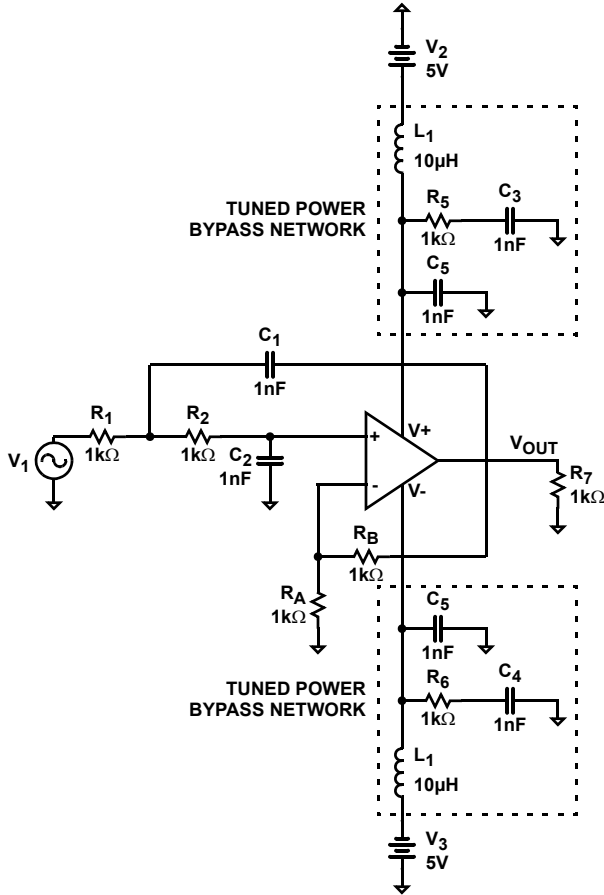 V2
5V
L1
10µH
TUNED POWER
BYPASS NETWORK
R5
1kΩ
C3
1nF
C5
1nF
C1
1nF
R1
1kΩ
R2
1kΩ
C2
1nF
V1
+
-
V+
V-
VOUT
R7
1kΩ
RB
1kΩ
RA
1kΩ
C5
1nF
TUNED POWER
BYPASS NETWORK
R6
1kΩ
C4
1nF
L1
10µH
V3
5V